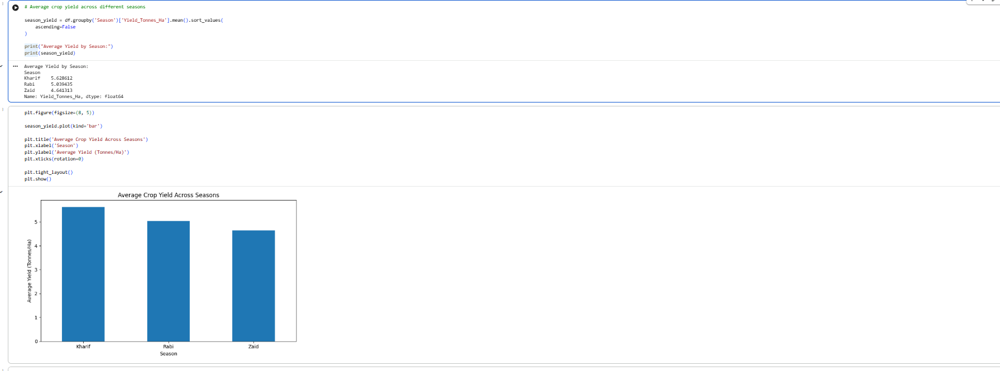 # Average crop yield across different seasons
season_yield = df.groupby('Season')['Yield_Tonnes_Ha'].mean().sort_values(
    ascending=False
)
print("Average Yield by Season:")
print(season_yield)
Average Yield by Season:
Season
Kharif    5.628612
Rabi      5.039435
Zaid      4.641313
Name: Yield_Tonnes_Ha, dtype: float64
plt.figure(figsize=(8, 5))
season_yield.plot(kind='bar')
plt.title('Average Crop Yield Across Seasons')
plt.xlabel('Season')
plt.ylabel('Average Yield (Tonnes/Ha)')
plt.xticks(rotation=0)
plt.tight_layout()
plt.show()
Average Crop Yield Across Seasons
Average Yield (Tonnes/Ha)
5
4
3
2
1
0
Kharif Rabi Zaid
Season